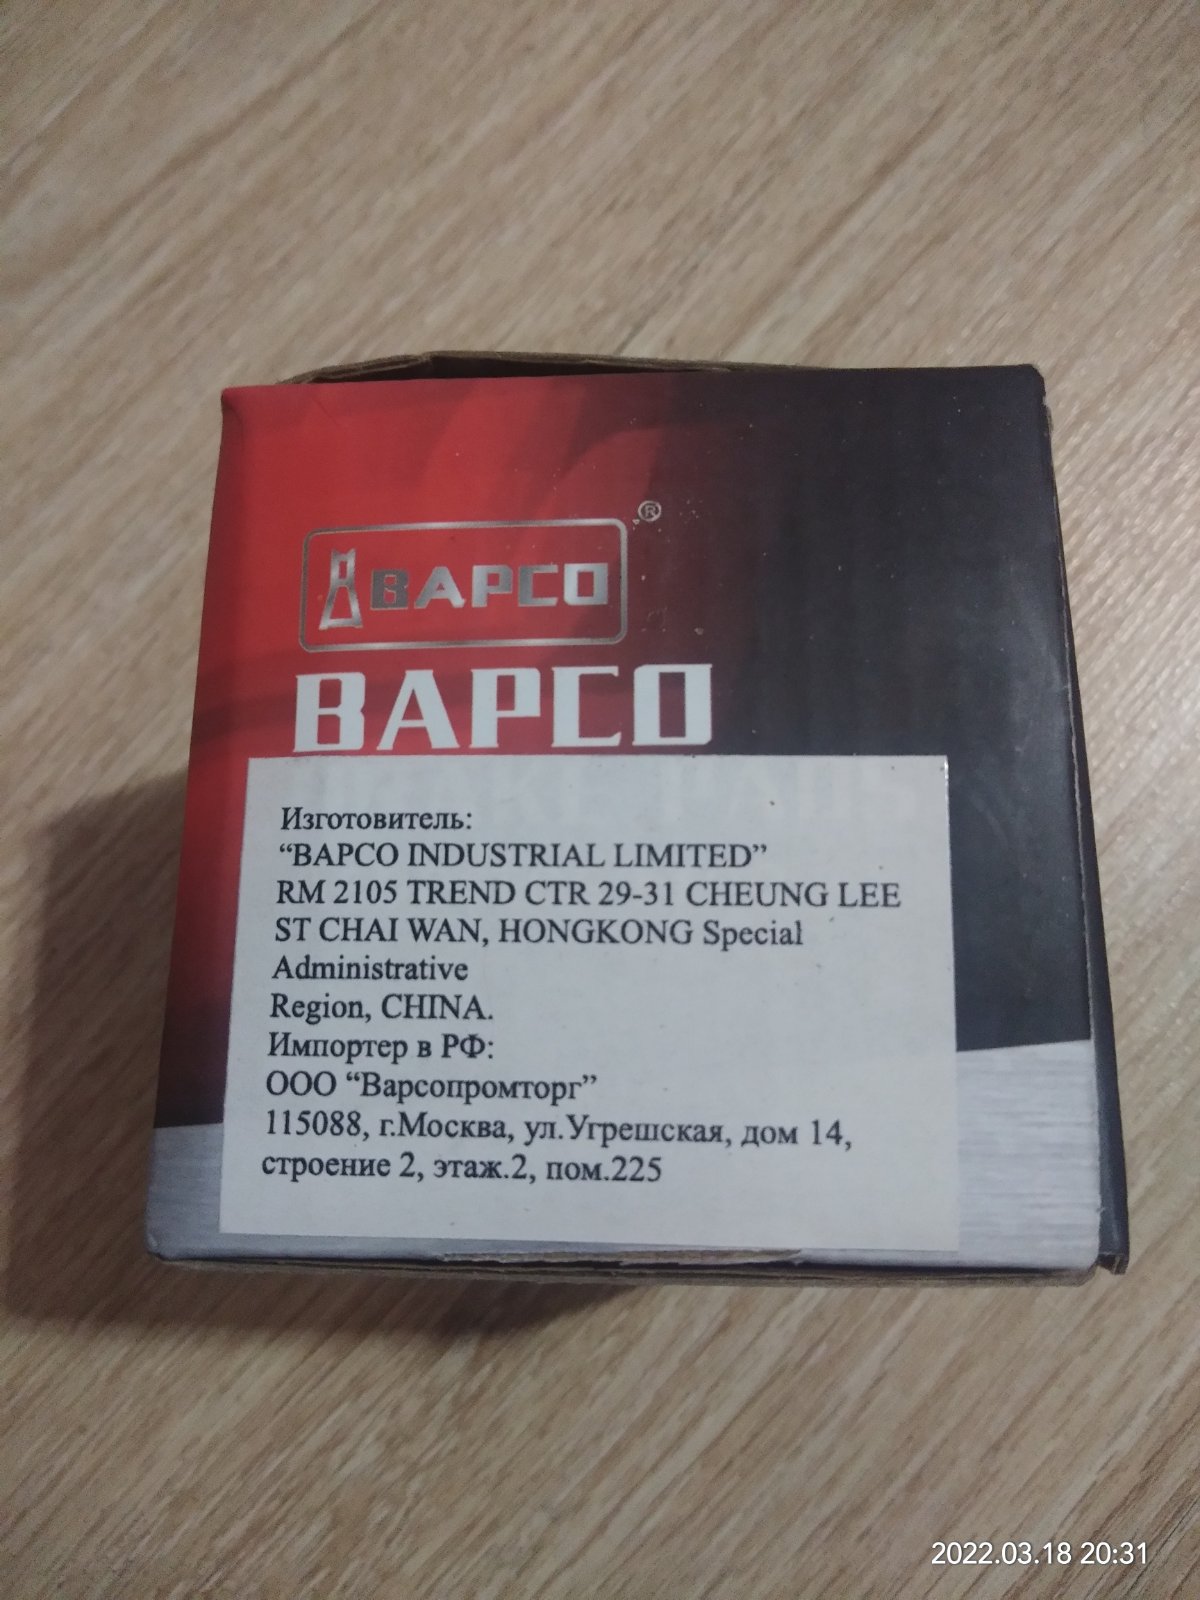 ®
BAPCO
BAPCO
Изготовитель:
“BAPCO INDUSTRIAL LIMITED”
RM 2105 TREND CTR 29-31 CHEUNG LEE
ST CHAI WAN, HONGKONG Special
Administrative
Region, CHINA.
Импортер в РФ:
ООО “Варсопромторг”
115088, г.Москва, ул.Угрешская, дом 14,
строение 2, этаж.2, пом.225
2022.03.18 20:31